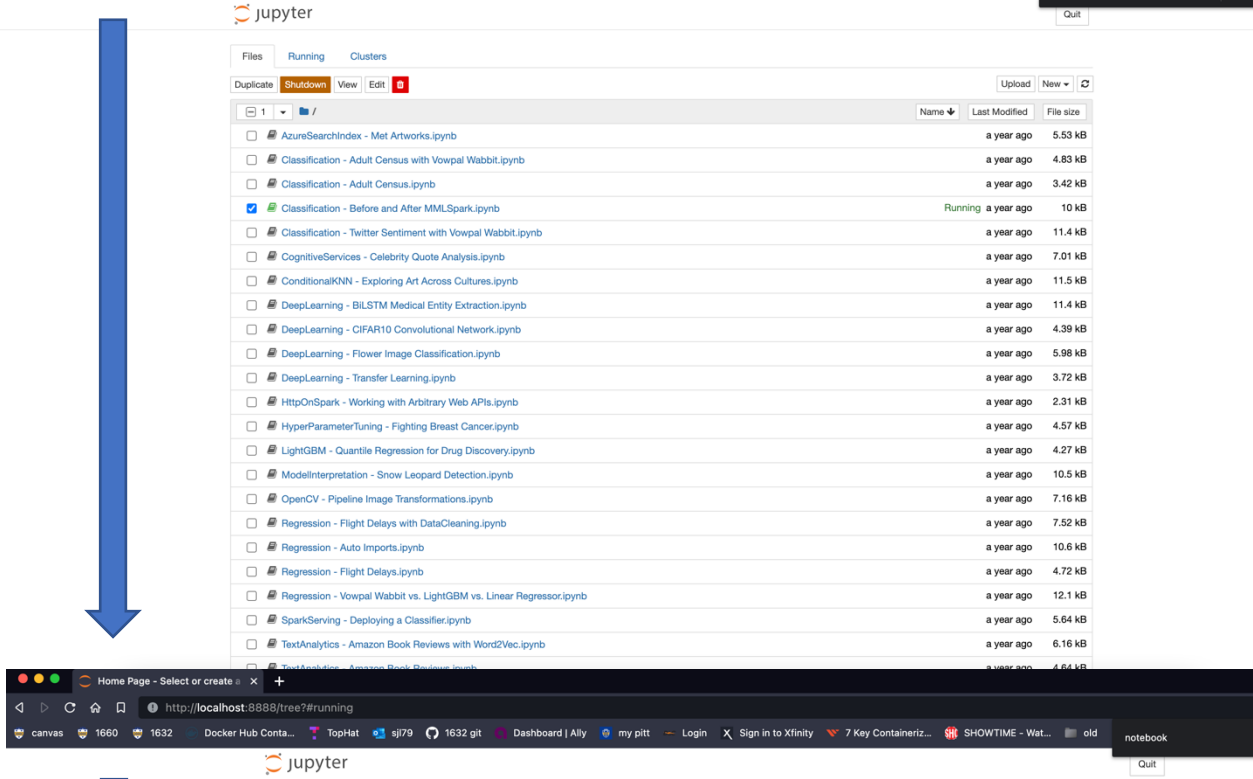 jupyter
Quit
Files Running Clusters
Duplicate Shutdown View Edit Upload New
1 / Name Last Modified File size
AzureSearchIndex - Met Artworks.ipynb a year ago 5.53 kB
Classification - Adult Census with Vowpal Wabbit.ipynb a year ago 4.83 kB
Classification - Adult Census.ipynb a year ago 3.42 kB
Classification - Before and After MMLSpark.ipynb Running a year ago 10 kB
Classification - Twitter Sentiment with Vowpal Wabbit.ipynb a year ago 11.4 kB
CognitiveServices - Celebrity Quote Analysis.ipynb a year ago 7.01 kB
ConditionalKNN - Exploring Art Across Cultures.ipynb a year ago 11.5 kB
DeepLearning - BiLSTM Medical Entity Extraction.ipynb a year ago 11.4 kB
DeepLearning - CIFAR10 Convolutional Network.ipynb a year ago 4.39 kB
DeepLearning - Flower Image Classification.ipynb a year ago 5.98 kB
DeepLearning - Transfer Learning.ipynb a year ago 3.72 kB
HttpOnSpark - Working with Arbitrary Web APIs.ipynb a year ago 2.31 kB
HyperParameterTuning - Fighting Breast Cancer.ipynb a year ago 4.57 kB
LightGBM - Quantile Regression for Drug Discovery.ipynb a year ago 4.27 kB
ModelInterpretation - Snow Leopard Detection.ipynb a year ago 10.5 kB
OpenCV - Pipeline Image Transformations.ipynb a year ago 7.16 kB
Regression - Flight Delays with DataCleaning.ipynb a year ago 7.52 kB
Regression - Auto Imports.ipynb a year ago 10.6 kB
Regression - Flight Delays.ipynb a year ago 4.72 kB
Regression - Vowpal Wabbit vs. LightGBM vs. Linear Regressor.ipynb a year ago 12.1 kB
SparkServing - Deploying a Classifier.ipynb a year ago 5.64 kB
TextAnalytics - Amazon Book Reviews with Word2Vec.ipynb a year ago 6.16 kB
TextAnalytics - Amazon Book Reviews.ipynb a year ago 4.64 kB
Home Page - Select or create a
http://localhost:8888/tree?#running
canvas 1660 1632 Docker Hub Conta... TopHat sjl79 1632 git Dashboard | Ally my pitt Login Sign in to Xfinity 7 Key Containeriz... SHOWTIME - Wat... old
notebook
jupyter
Quit